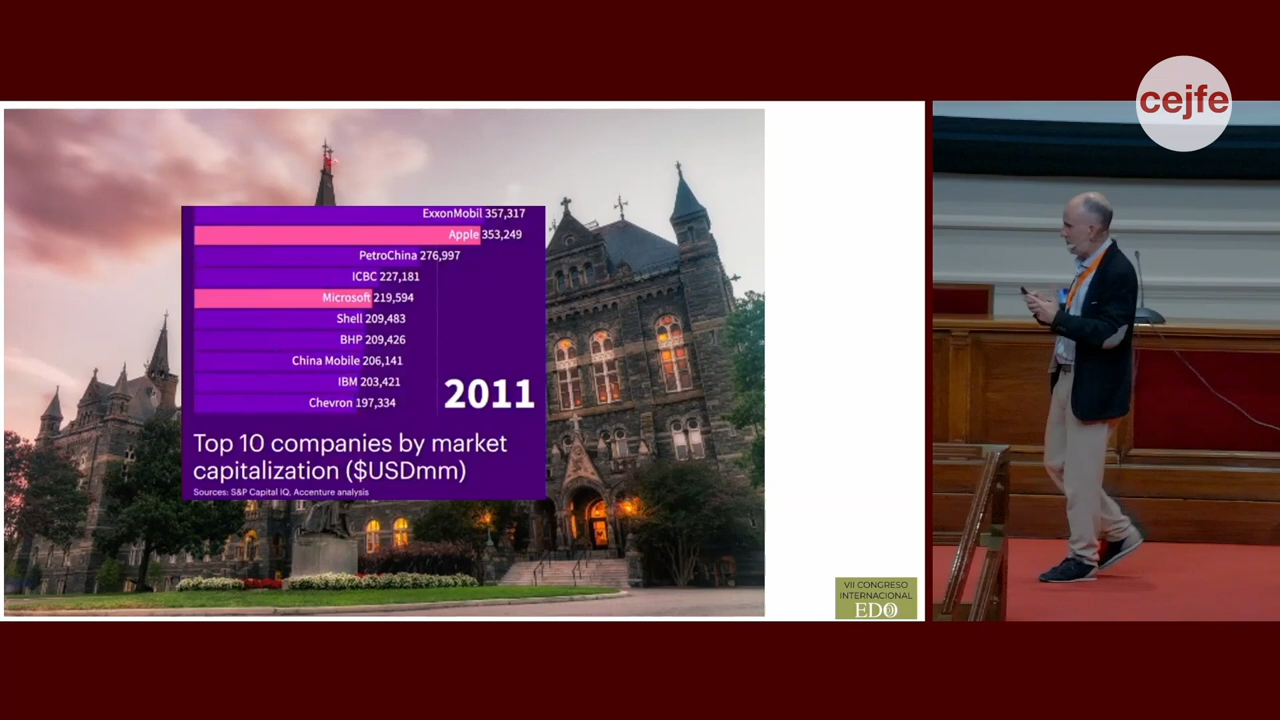 cejfe
ExxonMobil 357,317
Apple 353,249
PetroChina 276,997
ICBC 227,181
Microsoft 219,594
Shell 209,483
BHP 209,426
China Mobile 206,141
IBM 203,421
Chevron 197,334
2011
Top 10 companies by market
capitalization ($USDmm)
Sources: S&P Capital IQ, Accenture analysis
VII CONGRESO
INTERNACIONAL
EDO